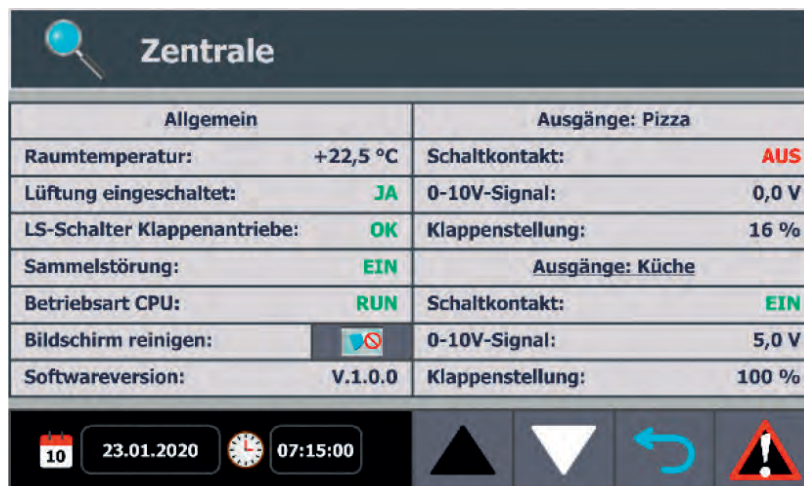 Zentrale
Allgemein
Raumtemperatur: +22,5 °C
Lüftung eingeschaltet: JA
LS-Schalter Klappenantriebe: OK
Sammelstörung: EIN
Betriebsart CPU: RUN
Bildschirm reinigen:
Softwareversion: V.1.0.0
Ausgänge: Pizza
Schaltkontakt: AUS
0-10V-Signal: 0,0 V
Klappenstellung: 16 %
Ausgänge: Küche
Schaltkontakt: EIN
0-10V-Signal: 5,0 V
Klappenstellung: 100 %
10 23.01.2020 07:15:00